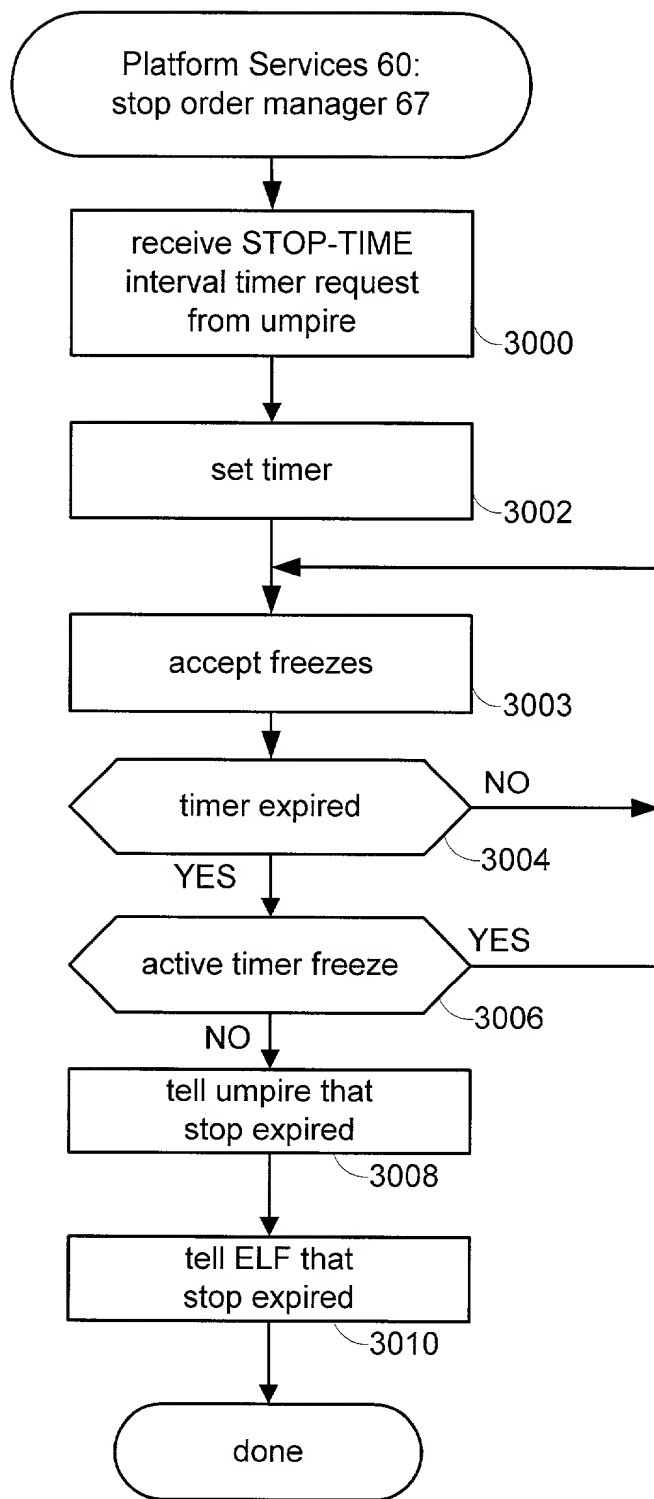 Platform Services 60:
stop order manager 67
receive STOP-TIME
interval timer request
from umpire
3000
set timer
3002
accept freezes
3003
timer expired
NO
3004
YES
active timer freeze
YES
3006
NO
tell umpire that
stop expired
3008
tell ELF that
stop expired
3010
done